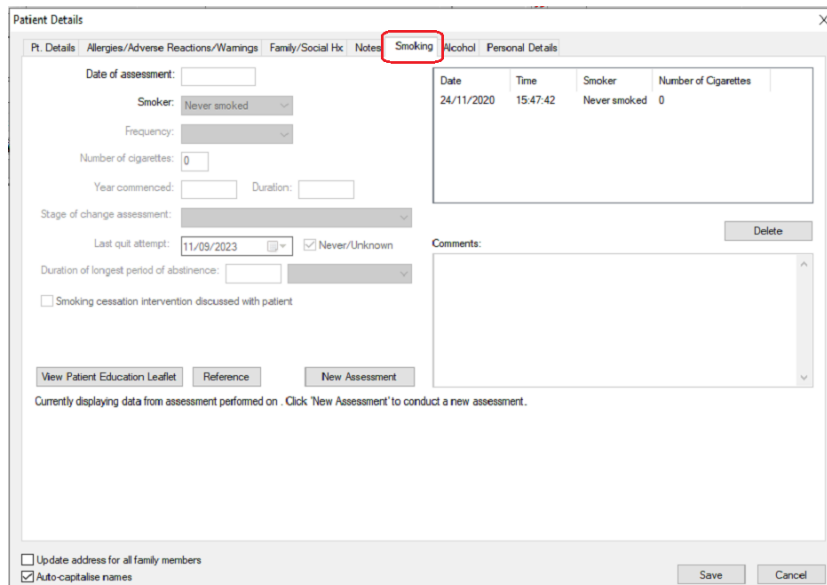 Patient Details
Pt. Details Allergies/Adverse Reactions/Warnings Family/Social Hx Notes Smoking Alcohol Personal Details
Date of assessment:
Smoker: Never smoked
Frequency:
Number of cigarettes: 0
Year commenced: Duration:
Stage of change assessment:
Last quit attempt: 11/09/2023 Never/Unknown
Duration of longest period of abstinence:
Smoking cessation intervention discussed with patient
View Patient Education Leaflet Reference New Assessment
Currently displaying data from assessment performed on . Click 'New Assessment' to conduct a new assessment.
Date Time Smoker Number of Cigarettes
24/11/2020 15:47:42 Never smoked 0
Delete
Comments:
Update address for all family members
Auto-capitalise names
Save Cancel